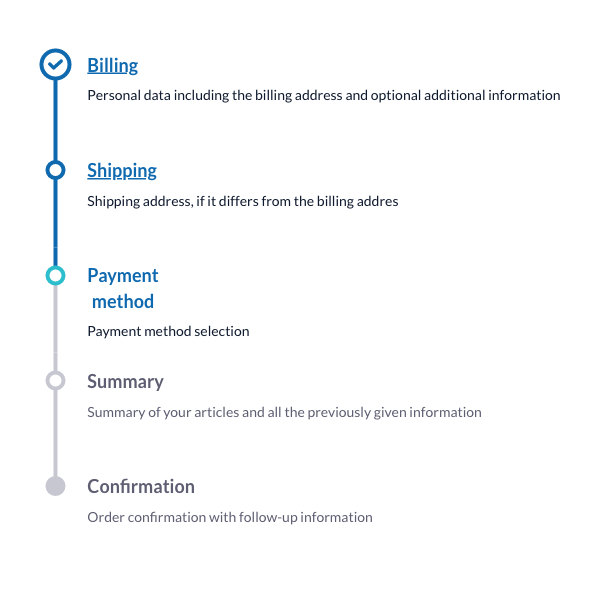 Billing
Personal data including the billing address and optional additional information
Shipping
Shipping address, if it differs from the billing addres
Payment
method
Payment method selection
Summary
Summary of your articles and all the previously given information
Confirmation
Order confirmation with follow-up information